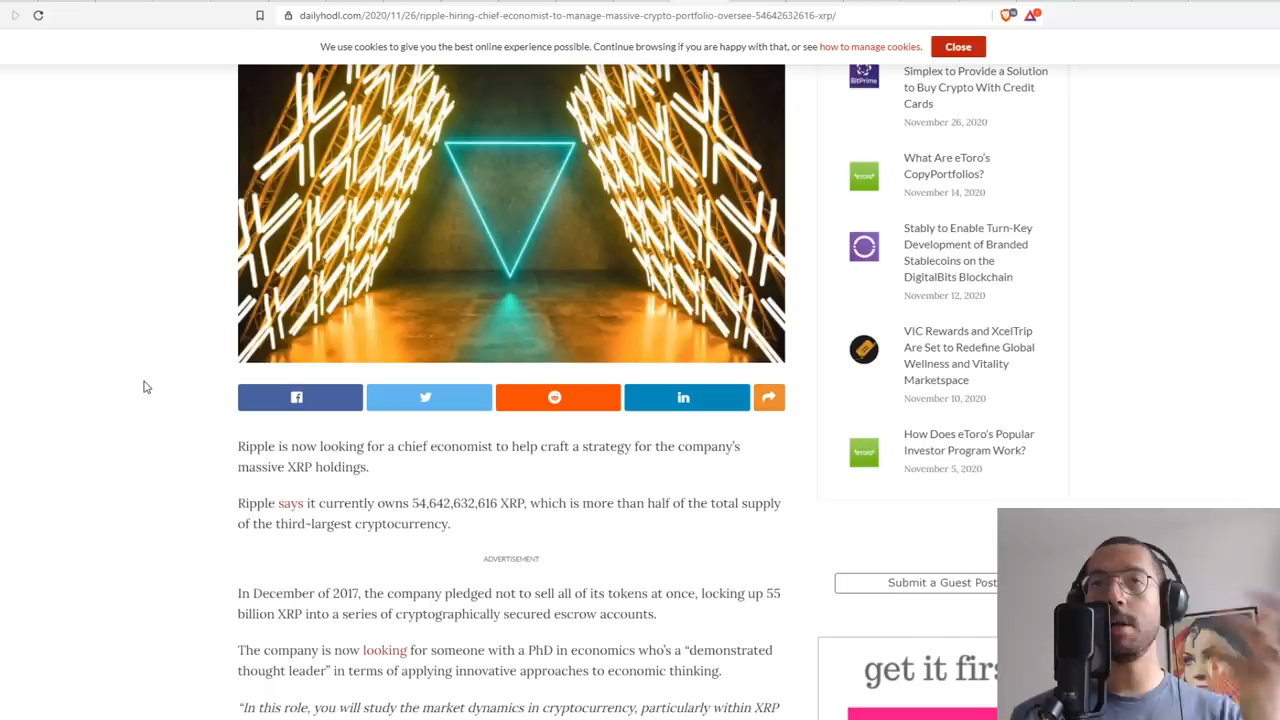 dailyhodl.com/2020/11/26/ripple-hiring-chief-economist-to-manage-massive-crypto-portfolio-oversee-54642632616-xrp/
We use cookies to give you the best online experience possible. Continue browsing if you are happy with that, or see how to manage cookies.
Close
Ripple is now looking for a chief economist to help craft a strategy for the company’s
massive XRP holdings.
Ripple says it currently owns 54,642,632,616 XRP, which is more than half of the total supply
of the third-largest cryptocurrency.
ADVERTISEMENT
In December of 2017, the company pledged not to sell all of its tokens at once, locking up 55
billion XRP into a series of cryptographically secured escrow accounts.
The company is now looking for someone with a PhD in economics who’s a “demonstrated
thought leader” in terms of applying innovative approaches to economic thinking.
“In this role, you will study the market dynamics in cryptocurrency, particularly within XRP
BitPrime
Simplex to Provide a Solution
to Buy Crypto With Credit
Cards
November 26, 2020
eToro
What Are eToro’s
CopyPortfolios?
November 14, 2020
Stably to Enable Turn-Key
Development of Branded
Stablecoins on the
DigitalBits Blockchain
November 12, 2020
VIC Rewards and XcelTrip
Are Set to Redefine Global
Wellness and Vitality
Marketspace
November 10, 2020
eToro
How Does eToro’s Popular
Investor Program Work?
November 5, 2020
Submit a Guest Post
get it